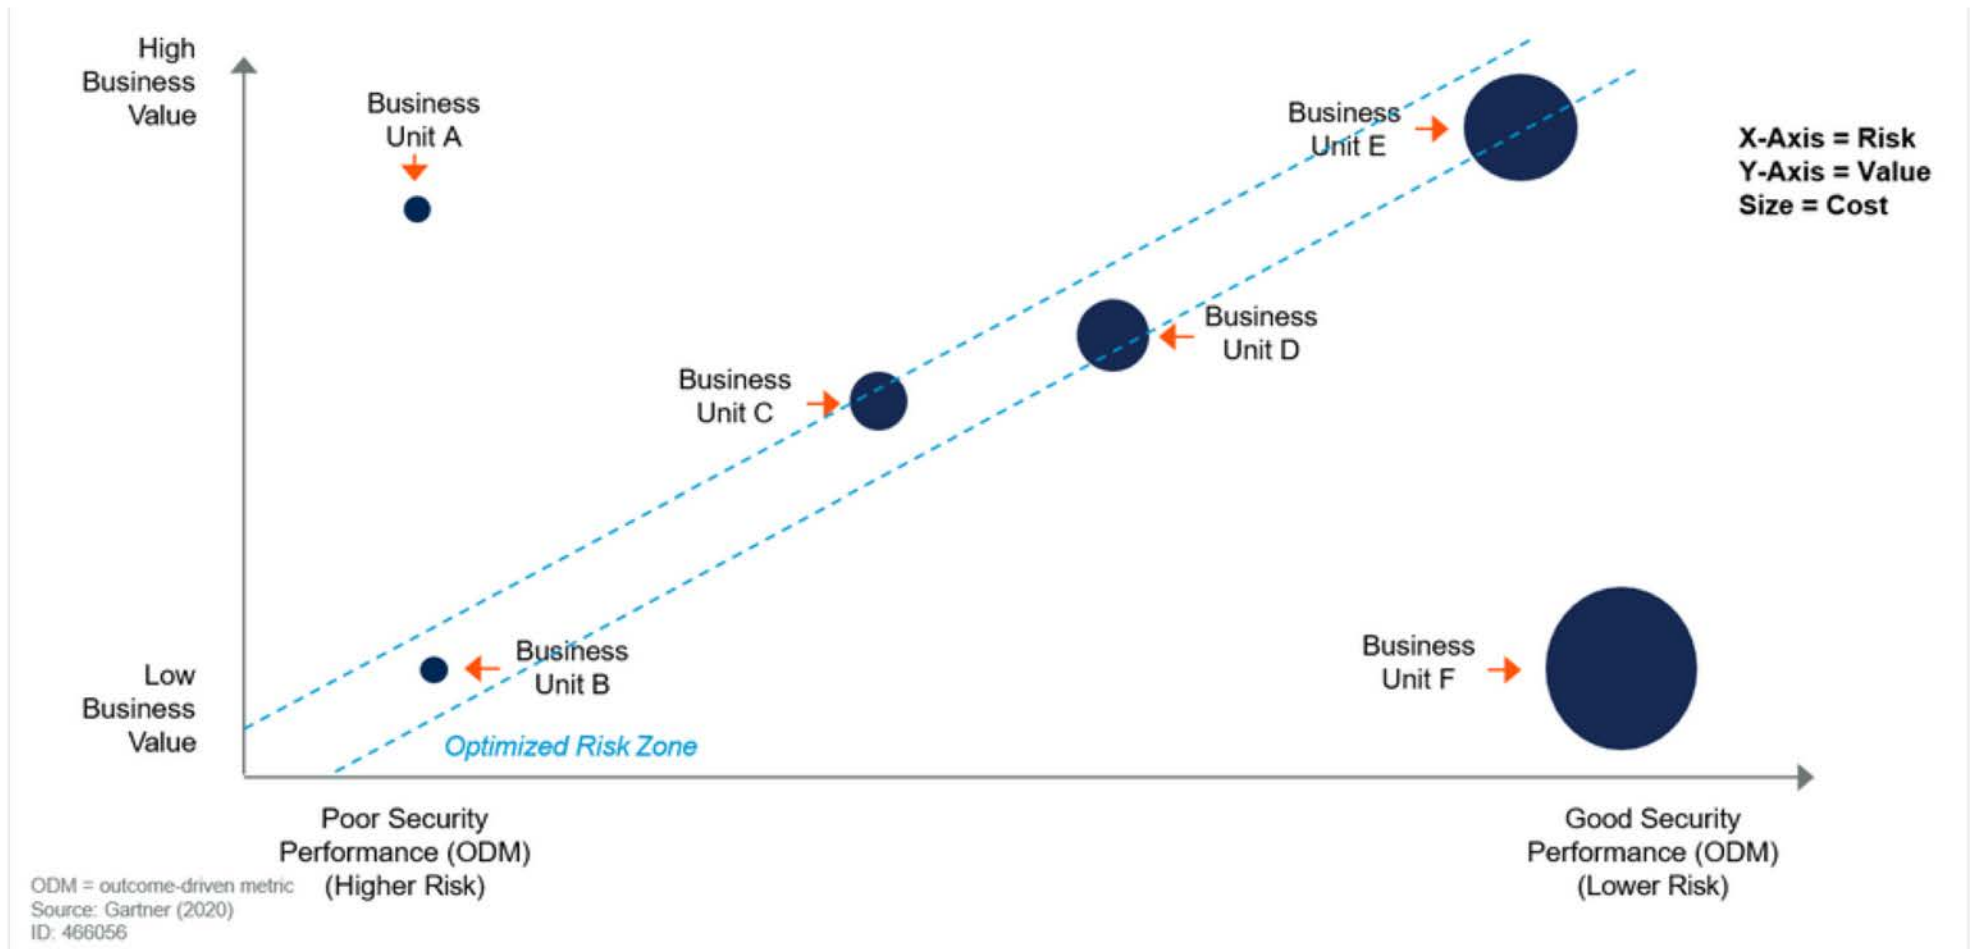 High
Business
Value
Business
Unit A
Business
Unit E
X-Axis = Risk
Y-Axis = Value
Size = Cost
Business
Unit D
Business
Unit C
Business
Unit B
Business
Unit F
Low
Business
Value
Optimized Risk Zone
Poor Security
Performance (ODM)
(Higher Risk)
Good Security
Performance (ODM)
(Lower Risk)
ODM = outcome-driven metric
Source: Gartner (2020)
ID: 466056